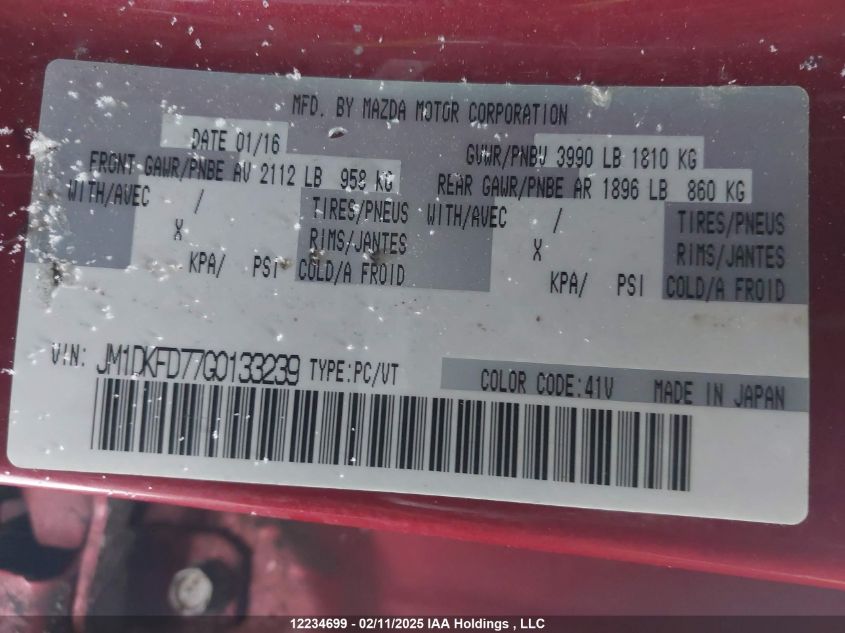 MFD. BY MAZDA MOTOR CORPORATION
DATE 01/16 GVWR/PNBV 3990 LB 1810 KG
FRONT GAWR/PNBE AV 2112 LB 958 KG REAR GAWR/PNBE AR 1896 LB 860 KG
WITH/AVEC / TIRES/PNEUS WITH/AVEC / TIRES/PNEUS
X RIMS/JANTES X RIMS/JANTES
KPA/ PSI COLD/A FROID KPA/ PSI COLD/A FROID
VIN: JM1DKFD77G0133239 TYPE:PC/VT COLOR CODE:41V MADE IN JAPAN
12234699 - 02/11/2025 IAA Holdings , LLC